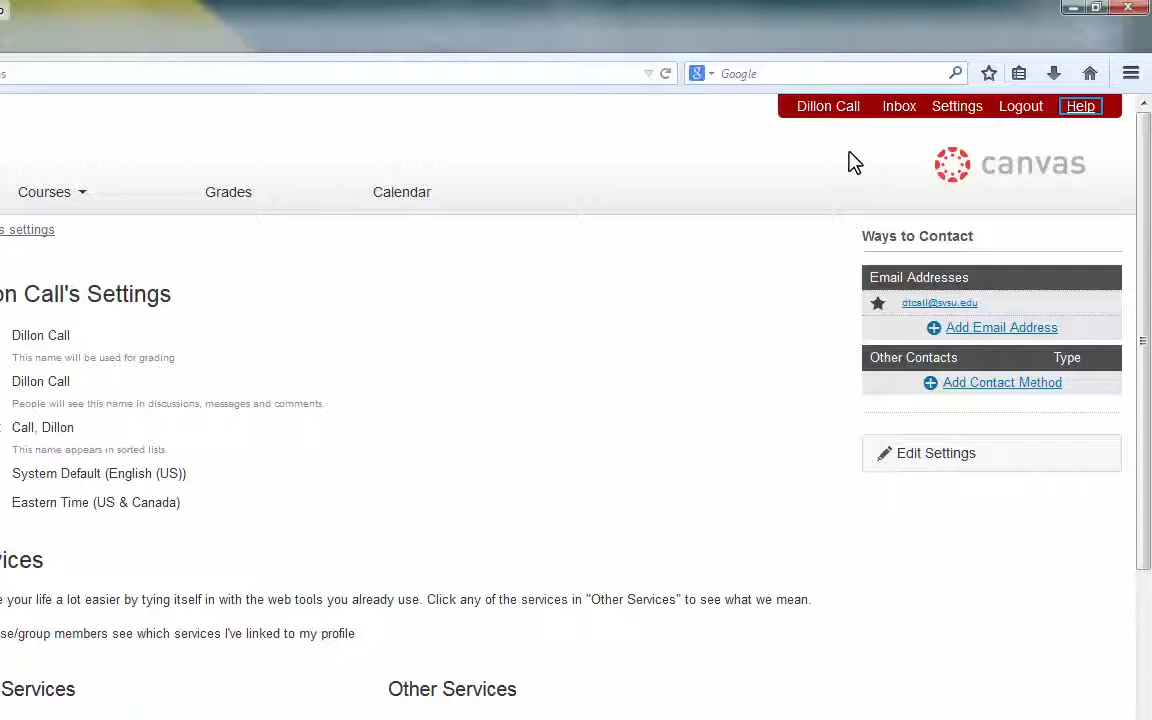 Google
Dillon Call Inbox Settings Logout Help
canvas
Courses Grades Calendar
s settings
Ways to Contact
on Call's Settings
Email Addresses
dtcall@svsu.edu
Add Email Address
Dillon Call
This name will be used for grading
Other Contacts Type
Dillon Call
Add Contact Method
People will see this name in discussions, messages and comments.
Call, Dillon
This name appears in sorted lists.
Edit Settings
System Default (English (US))
Eastern Time (US & Canada)
vices
e your life a lot easier by tying itself in with the web tools you already use. Click any of the services in "Other Services" to see what we mean.
se/group members see which services I've linked to my profile
Services Other Services